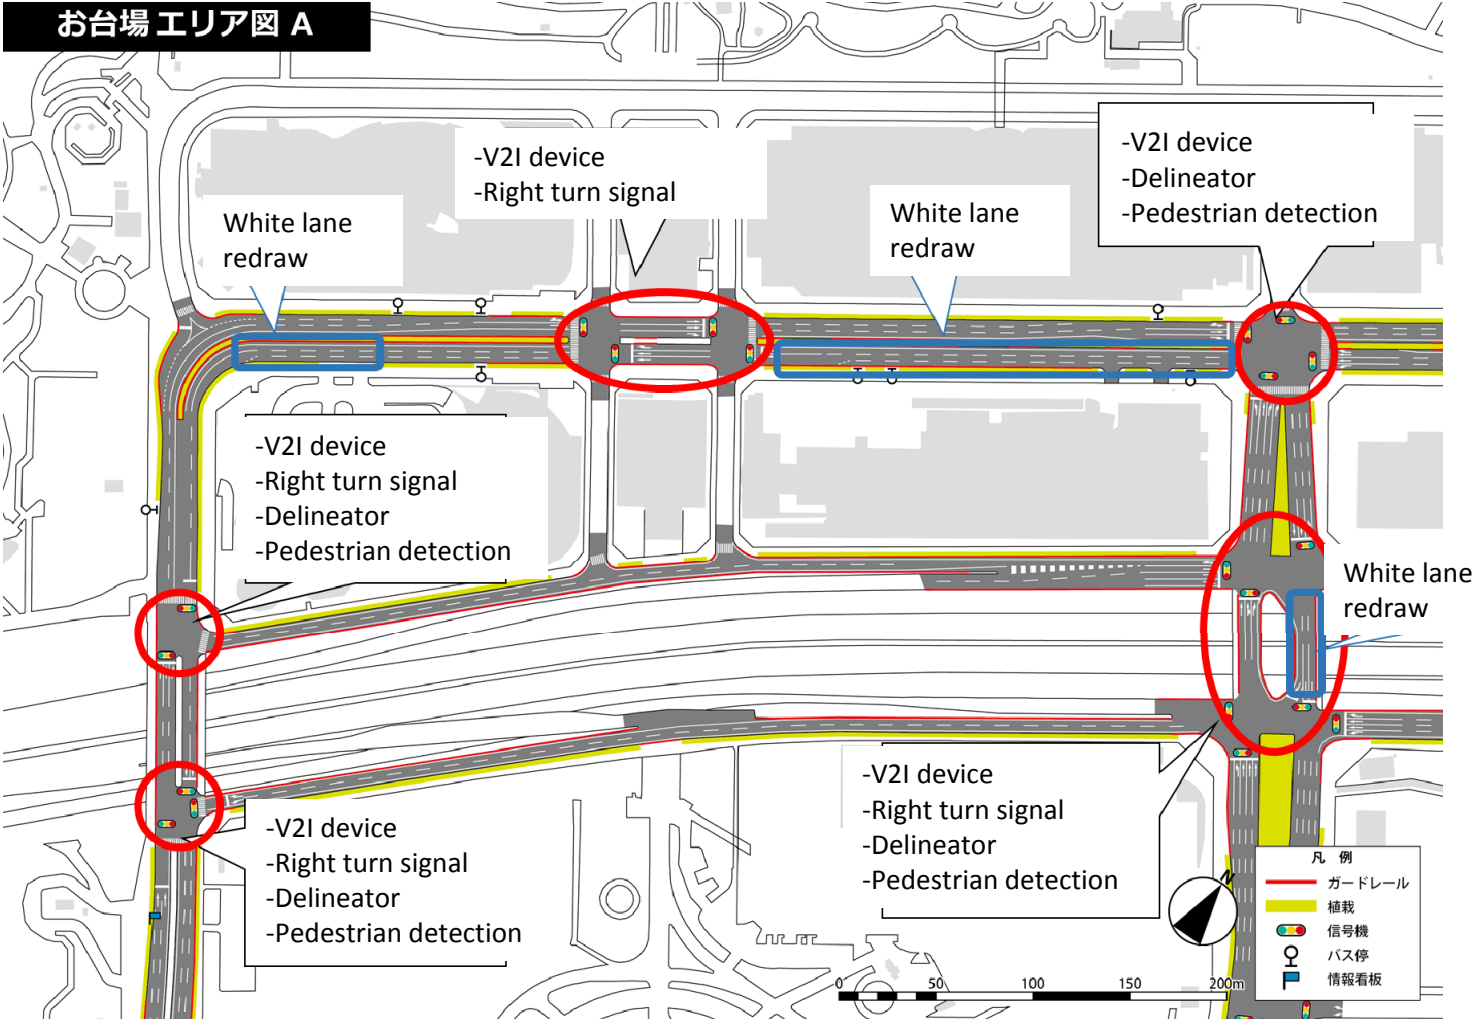 お台場 エリア図 A
-V2I device
-Right turn signal
-V2I device
-Delineator
-Pedestrian detection
White lane
redraw
White lane
redraw
-V2I device
-Right turn signal
-Delineator
-Pedestrian detection
White lane
redraw
-V2I device
-Right turn signal
-Delineator
-Pedestrian detection
-V2I device
-Right turn signal
-Delineator
-Pedestrian detection
凡 例
ガードレール
植栽
信号機
バス停
情報看板
N
0 50 100 150 200m